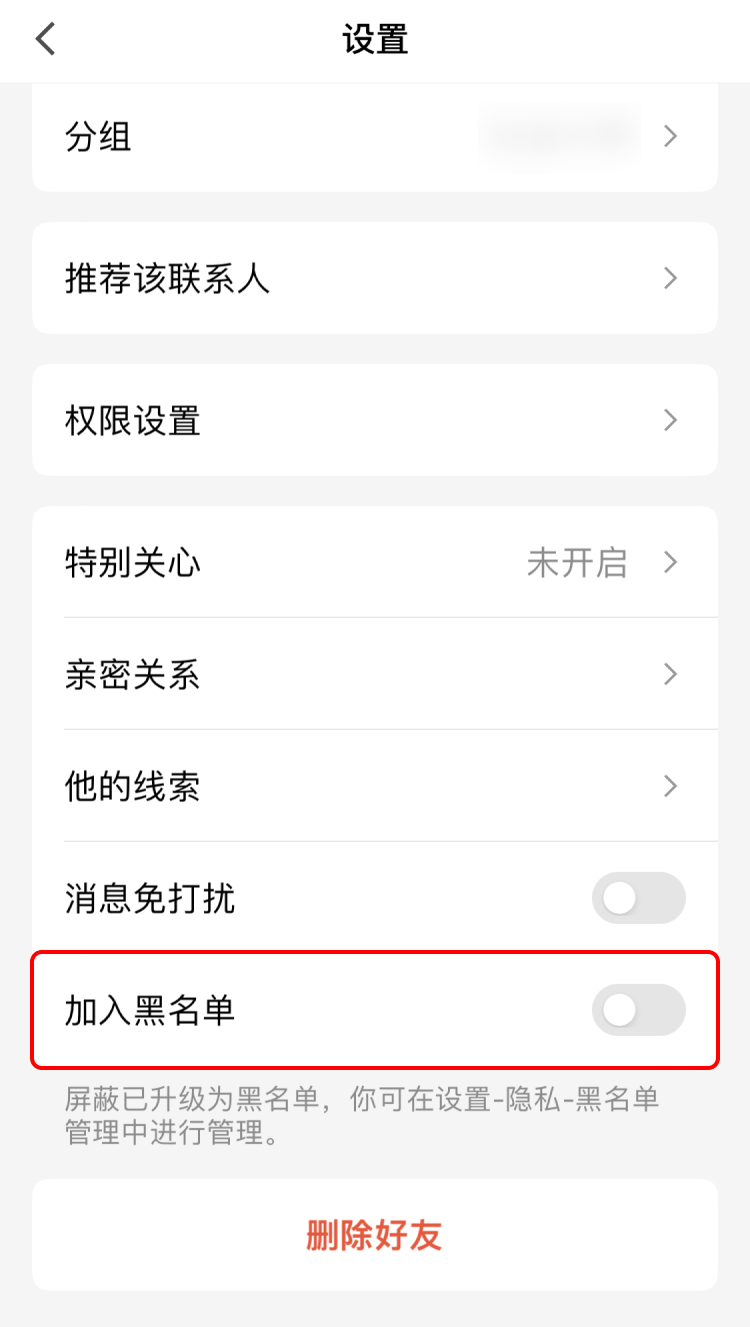 设置
分组
推荐该联系人
权限设置
特别关心 未开启
亲密关系
他的线索
消息免打扰
加入黑名单
屏蔽已升级为黑名单，你可在设置-隐私-黑名单
管理中进行管理。
删除好友